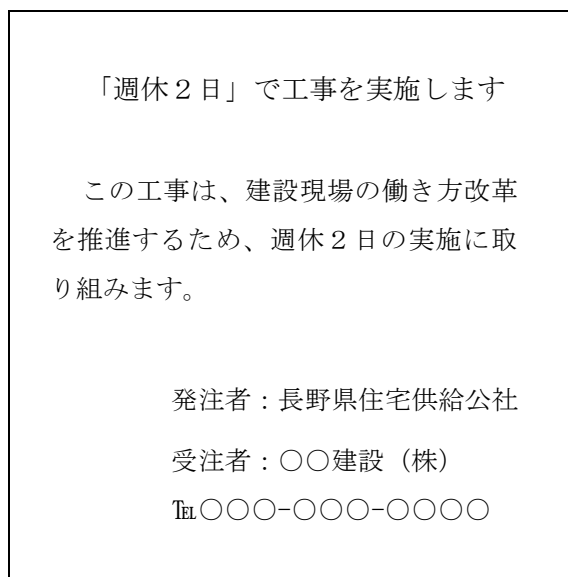 「週休２日」で工事を実施します
この工事は、建設現場の働き方改革
を推進するため、週休２日の実施に取
り組みます。
発注者：長野県住宅供給公社
受注者：○○建設（株）
℡○○○-○○○-○○○○